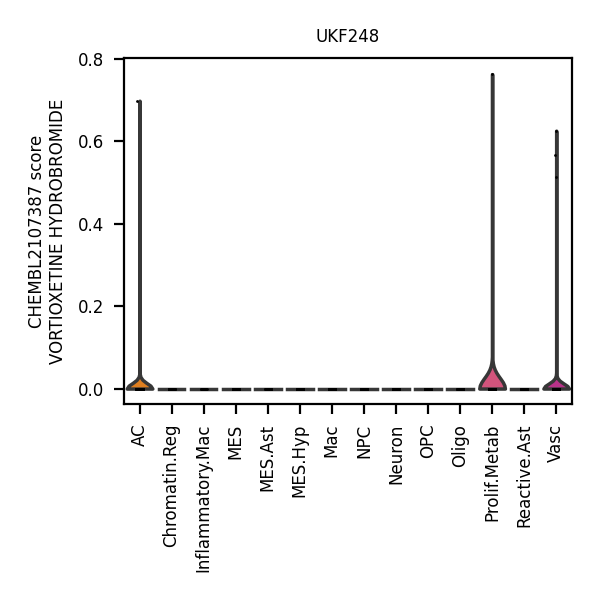 UKF248
CHEMBL2107387 score
VORTIOXETINE HYDROBROMIDE
0.8
0.6
0.4
0.2
0.0
AC
Chromatin.Reg
Inflammatory.Mac
MES
MES.Ast
MES.Hyp
Mac
NPC
Neuron
OPC
Oligo
Prolif.Metab
Reactive.Ast
Vasc